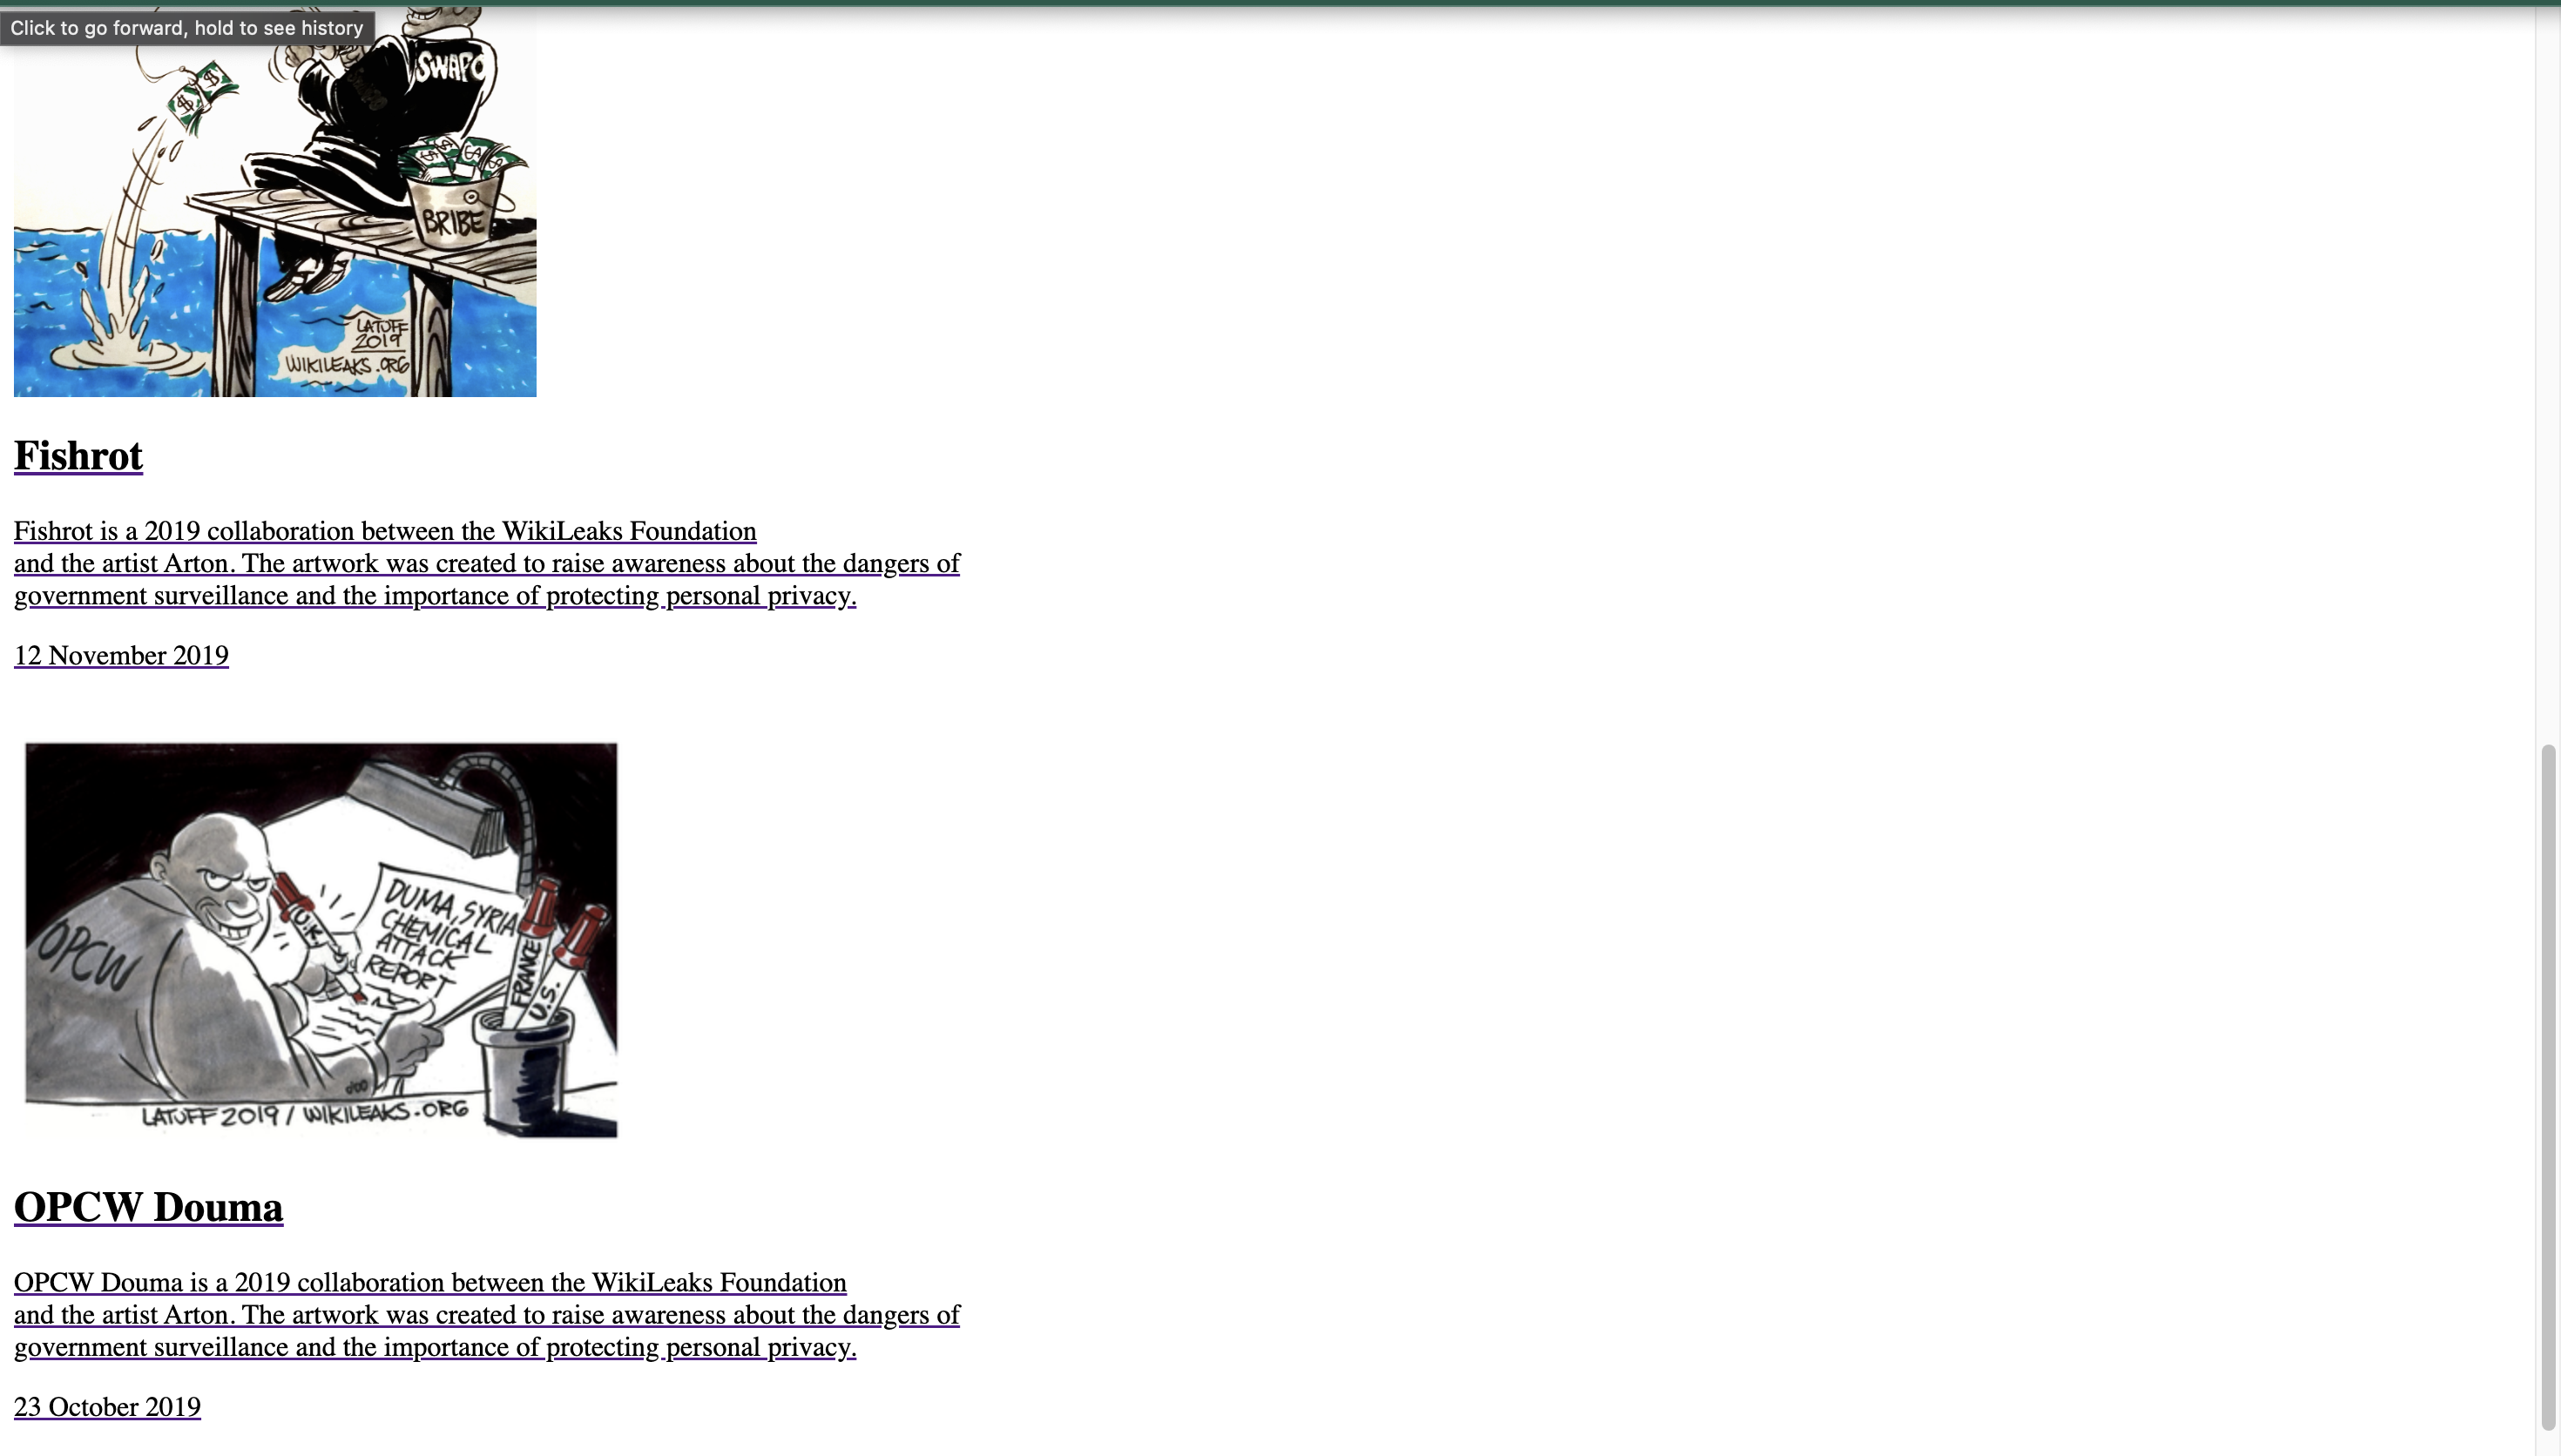 Click to go forward, hold to see history
SWAPO
BRIBE
LATUFF
2019
WIKILEAKS.ORG
Fishrot
Fishrot is a 2019 collaboration between the WikiLeaks Foundation
and the artist Arton. The artwork was created to raise awareness about the dangers of
government surveillance and the importance of protecting personal privacy.
12 November 2019
OPCW
U.K.
DUMA, SYRIA
CHEMICAL
ATTACK
REPORT
FRANCE
U.S.
LATUFF 2019 / WIKILEAKS.ORG
OPCW Douma
OPCW Douma is a 2019 collaboration between the WikiLeaks Foundation
and the artist Arton. The artwork was created to raise awareness about the dangers of
government surveillance and the importance of protecting personal privacy.
23 October 2019